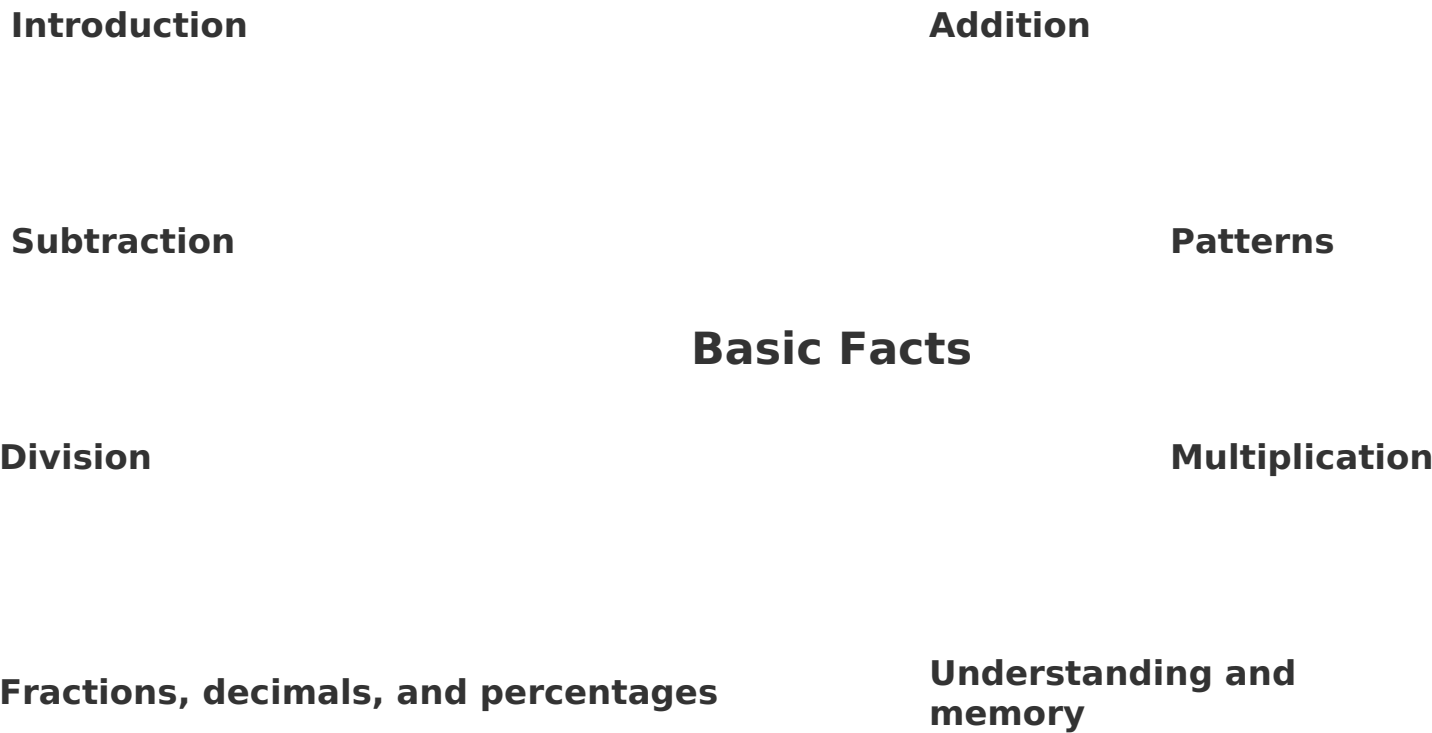 Introduction
Addition
Subtraction
Patterns
Basic Facts
Division
Multiplication
Fractions, decimals, and percentages
Understanding and
memory